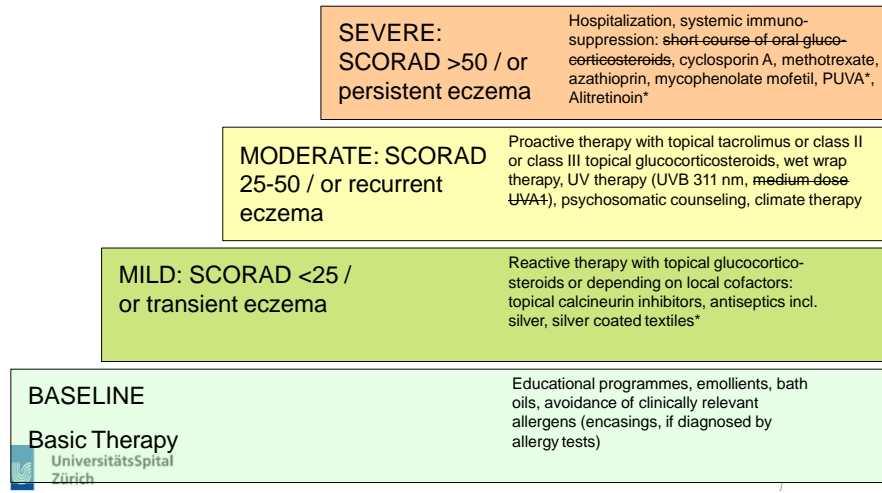 SEVERE:
SCORAD >50 / or
persistent eczema
Hospitalization, systemic immuno-
suppression: short course of oral gluco-
corticosteroids, cyclosporin A, methotrexate,
azathioprin, mycophenolate mofetil, PUVA*,
Alitretinoin*
MODERATE: SCORAD
25-50 / or recurrent
eczema
Proactive therapy with topical tacrolimus or class II
or class III topical glucocorticosteroids, wet wrap
therapy, UV therapy (UVB 311 nm, medium dose
UVA1), psychosomatic counseling, climate therapy
MILD: SCORAD <25 /
or transient eczema
Reactive therapy with topical glucocortico-
steroids or depending on local cofactors:
topical calcineurin inhibitors, antiseptics incl.
silver, silver coated textiles*
BASELINE
Basic Therapy
Educational programmes, emollients, bath
oils, avoidance of clinically relevant
allergens (encasings, if diagnosed by
allergy tests)
UniversitätsSpital
Zürich